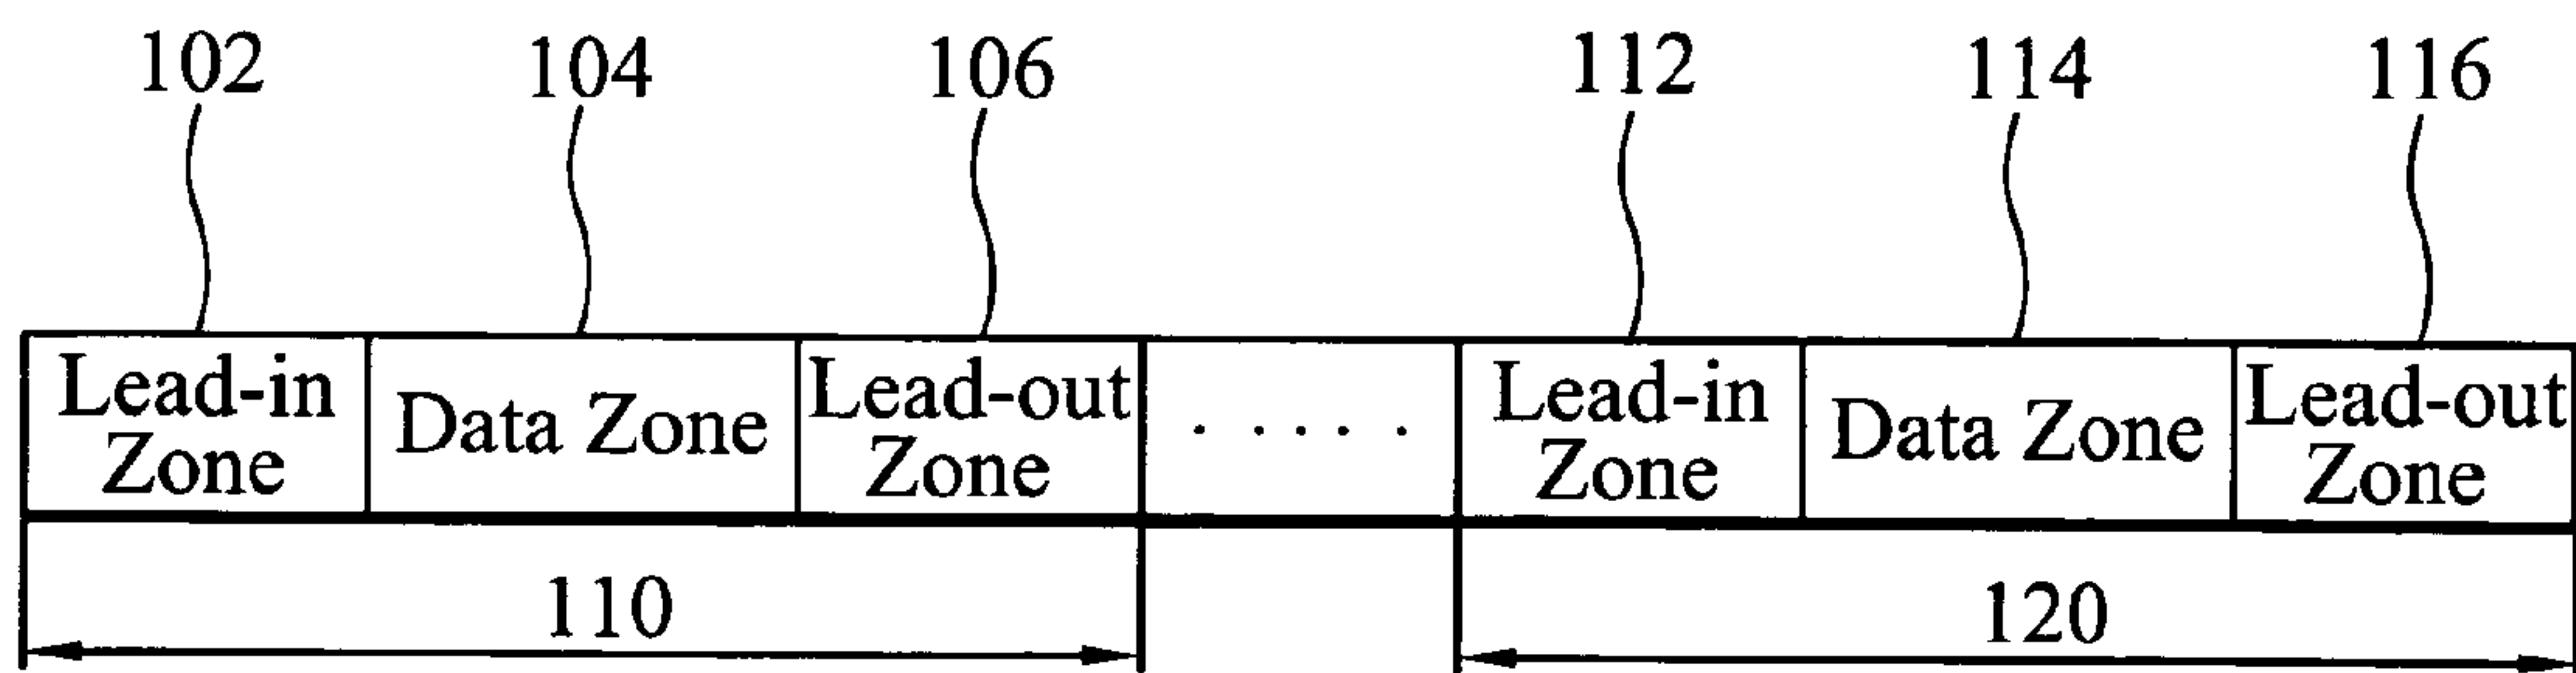 102 104 106 112 114 116
Lead-in Zone
Data Zone
Lead-out Zone
. . . . .
Lead-in Zone
Data Zone
Lead-out Zone
110 120